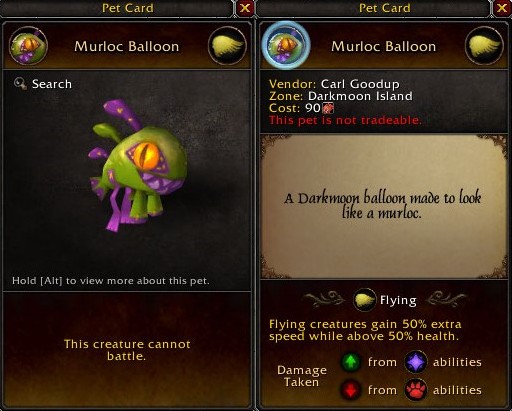 Pet Card
Murloc Balloon
Search
Hold [Alt] to view more about this pet.
This creature cannot
battle.
Pet Card
Murloc Balloon
Vendor: Carl Goodup
Zone: Darkmoon Island
Cost: 90
This pet is not tradeable.
A Darkmoon balloon made to look
like a murloc.
Flying
Flying creatures gain 50% extra
speed while above 50% health.
Damage
Taken
from abilities
from abilities